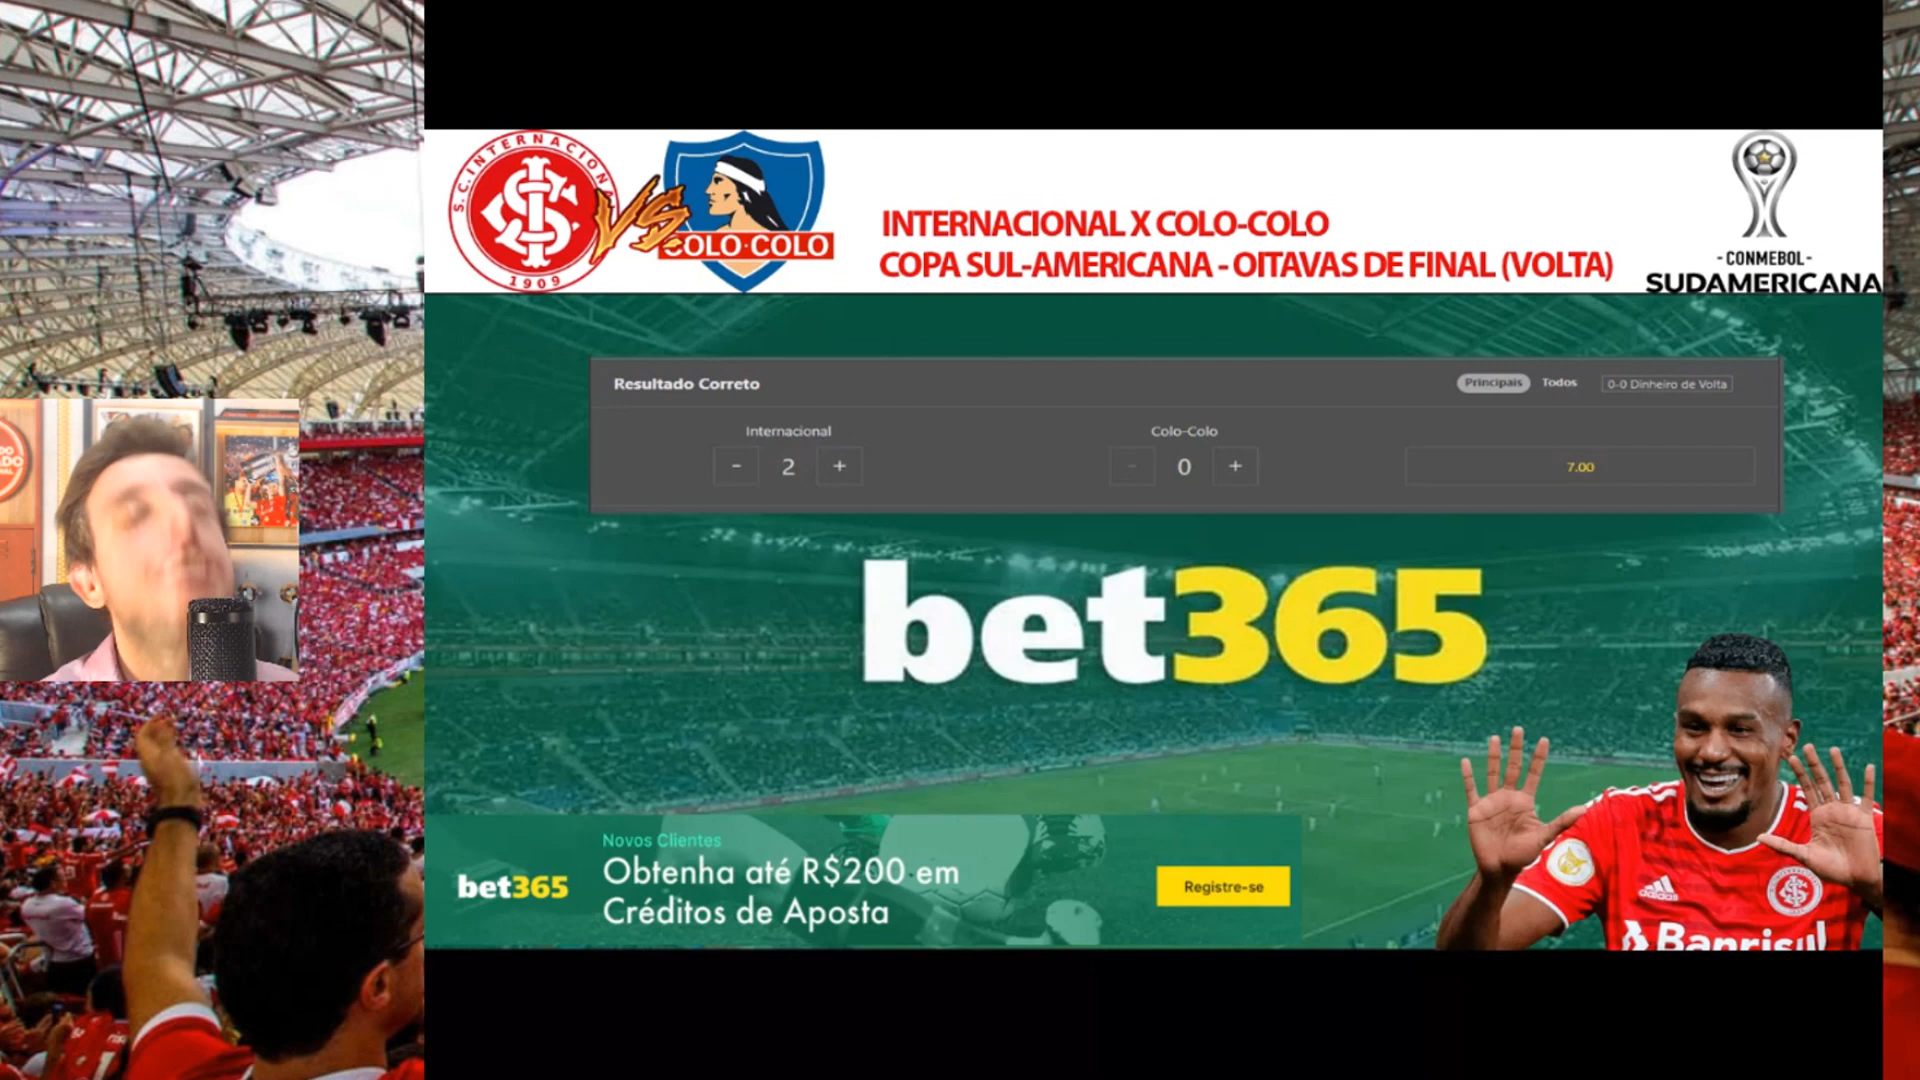 S.C. INTERNACIONAL
1909
VS
COLO·COLO
INTERNACIONAL X COLO-COLO
COPA SUL-AMERICANA - OITAVAS DE FINAL (VOLTA)
- CONMEBOL -
SUDAMERICANA
Resultado Correto
Principais Todos 0-0 Dinheiro de Volta
Internacional Colo-Colo
- 2 + - 0 + 7.00
bet365
Novos Clientes
bet365 Obtenha até R$200 em
Créditos de Aposta
Registre-se
adidas
Banrisul